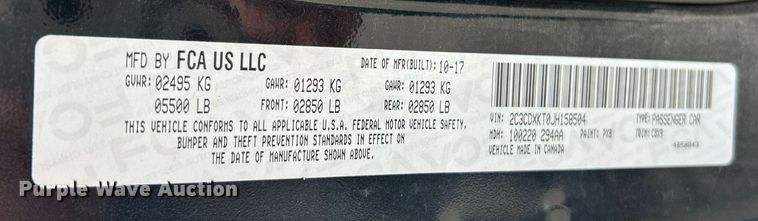 MFD BY FCA US LLC DATE OF MFR(BUILT): 10-17
GVWR: 02495 KG GAWR: 01293 KG GAWR: 01293 KG
05500 LB FRONT: 02850 LB REAR: 02850 LB
THIS VEHICLE CONFORMS TO ALL APPLICABLE U.S.A. FEDERAL MOTOR VEHICLE SAFETY,
BUMPER AND THEFT PREVENTION STANDARDS IN EFFECT ON
THE DATE OF MANUFACTURE SHOWN ABOVE.
VIN: 2C3CDXKT0JH158504 TYPE: PASSENGER CAR
MDH: 100220 294AA PAINT: PX8 TRIM: CBX9
VEHICLE MADE IN CANADA 4658843
Purple Wave Auction